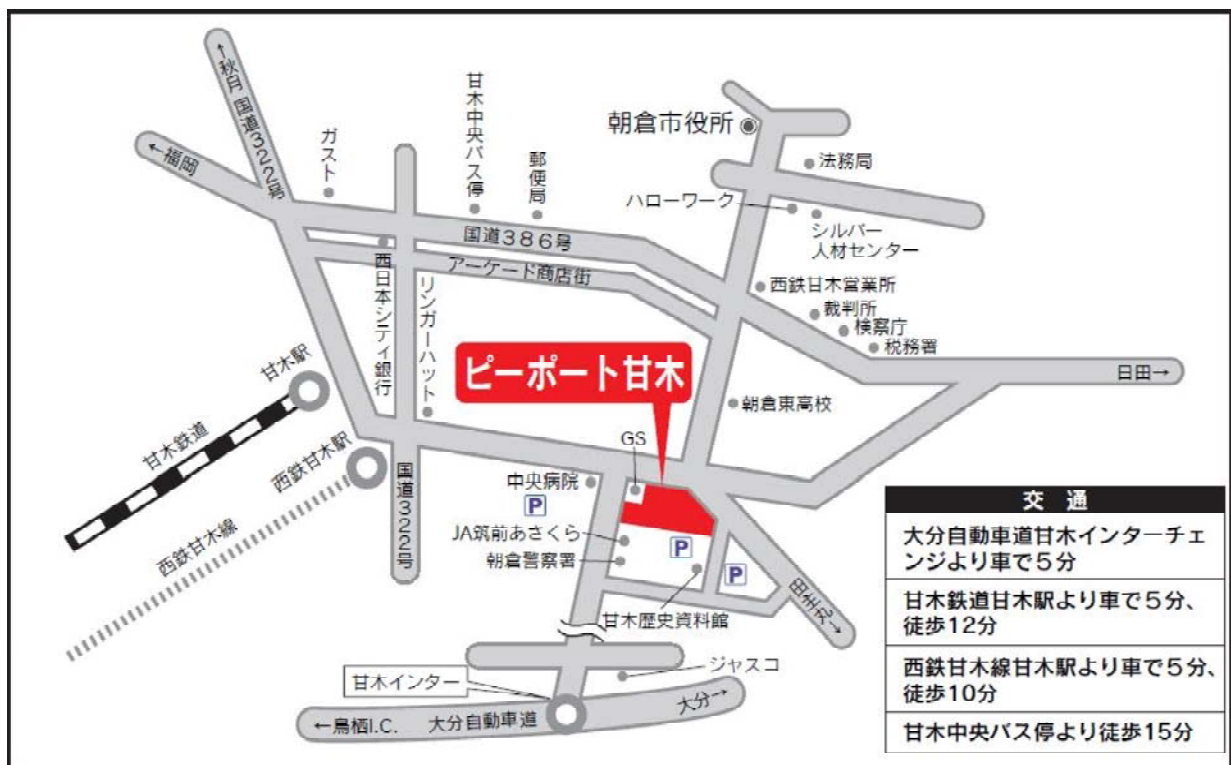 ←秋月 国道322号
←福岡
ガスト
甘木中央バス停
郵便局
朝倉市役所
法務局
ハローワーク
シルバー
人材センター
国道386号
アーケード商店街
西日本シティ銀行
リンガーハット
西鉄甘木営業所
裁判所
検察庁
税務署
日田→
甘木駅
甘木鉄道
西鉄甘木駅
西鉄甘木線
国道322号
ピーポート甘木
朝倉東高校
GS
中央病院
P
JA筑前あさくら
朝倉警察署
P
P
甘木歴史資料館
田主丸→
ジャスコ
甘木インター
←鳥栖I.C.
大分自動車道
大分→
交 通
大分自動車道甘木インターチェ
ンジより車で5分
甘木鉄道甘木駅より車で5分、
徒歩12分
西鉄甘木線甘木駅より車で5分、
徒歩10分
甘木中央バス停より徒歩15分